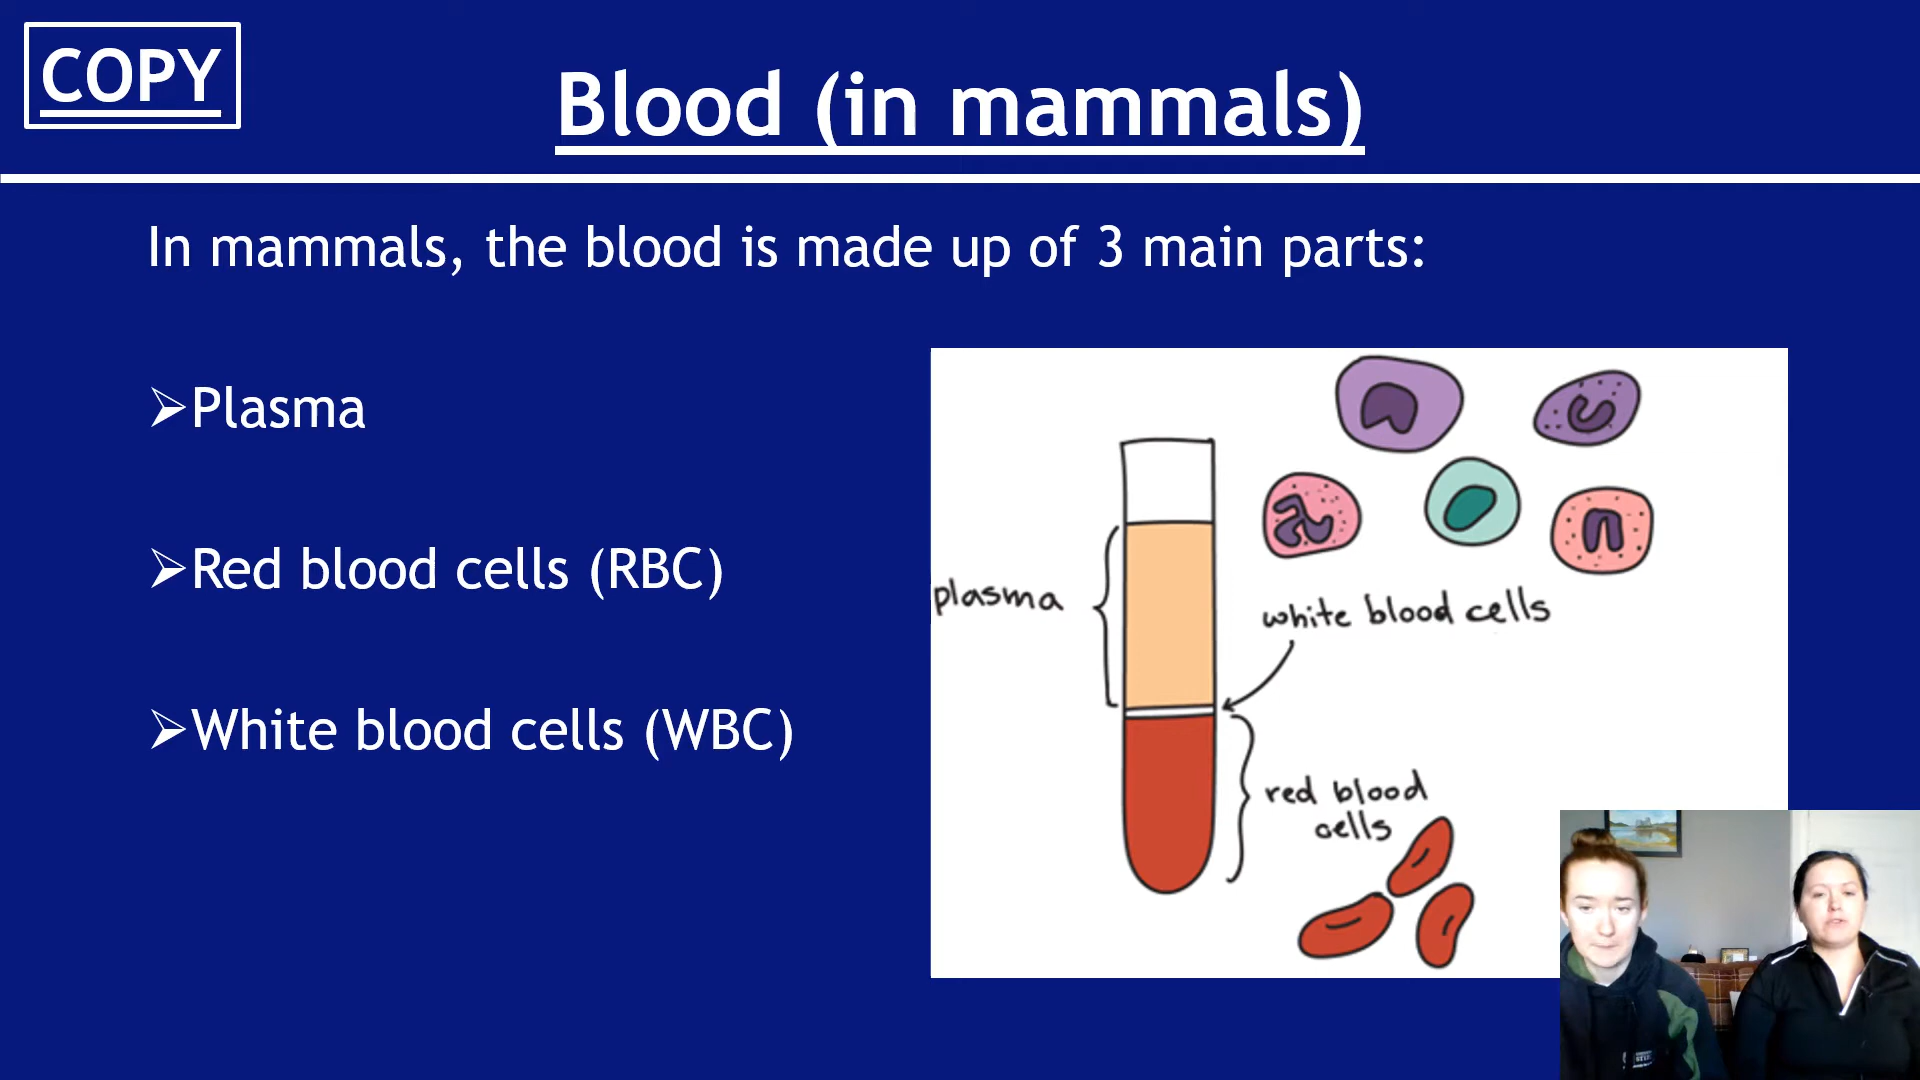 COPY
Blood (in mammals)
In mammals, the blood is made up of 3 main parts:
➢Plasma
➢Red blood cells (RBC)
➢White blood cells (WBC)
plasma
white blood cells
red blood
cells